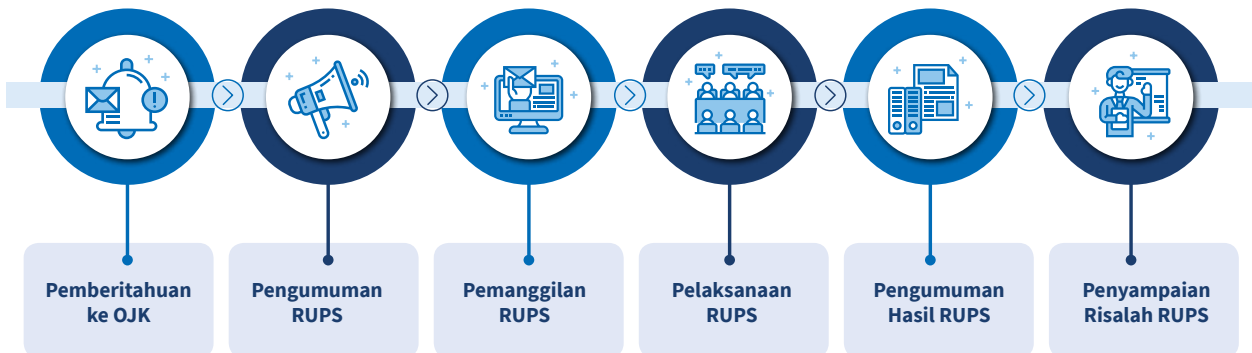 Pemberitahuan
ke OJK
Pengumuman
RUPS
Pemanggilan
RUPS
Pelaksanaan
RUPS
Pengumuman
Hasil RUPS
Penyampaian
Risalah RUPS